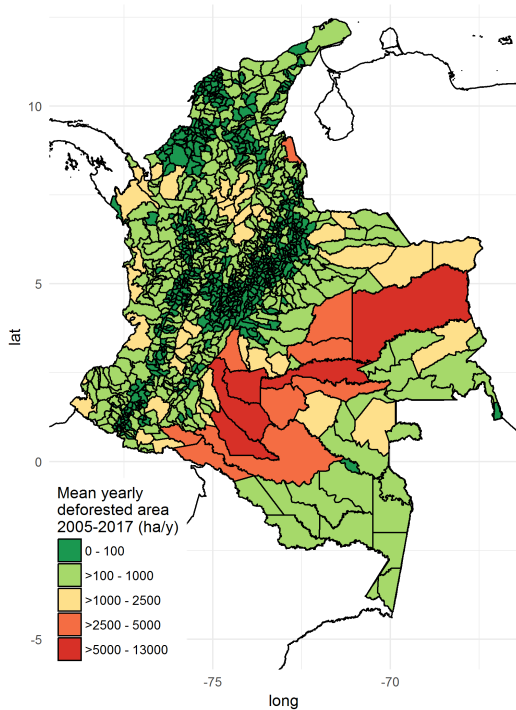 10
5
0
-5
lat
Mean yearly
deforested area
2005-2017 (ha/y)
0 - 100
>100 - 1000
>1000 - 2500
>2500 - 5000
>5000 - 13000
-75
-70
long